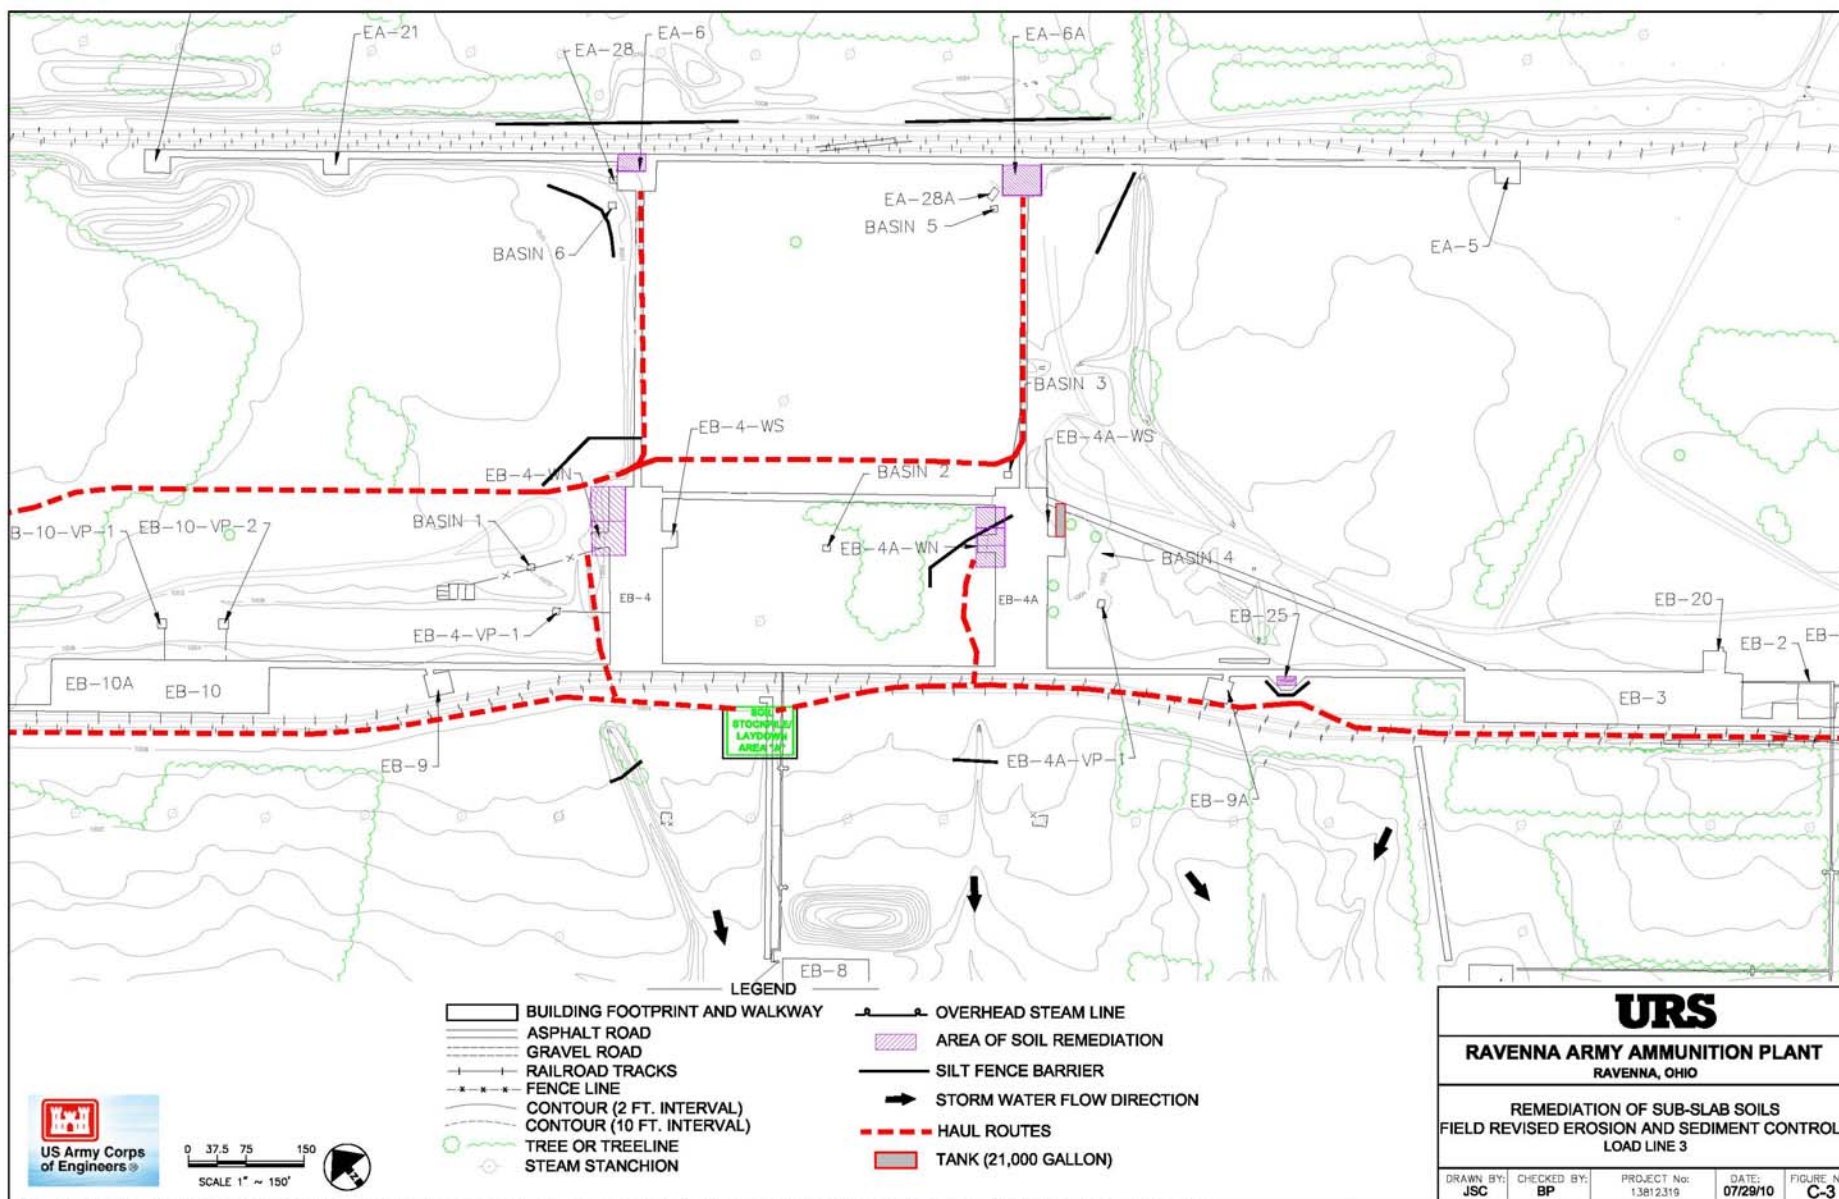 EA-21
EA-28
EA-6
EA-6A
EA-28A
BASIN 5
BASIN 6
EA-5
BASIN 3
EB-4-WS
EB-4A-WS
EB-4-WN
BASIN 2
B-10-VP-1
EB-10-VP-2
BASIN 1
EB-4A-WN
BASIN 4
EB-4
EB-4A
EB-25
EB-20
EB-2
EB-
EB-4-VP-1
EB-10A
EB-10
EB-3
SOIL
STOCKPILE/
LAYDOWN
AREA "A"
EB-9
EB-4A-VP-1
EB-9A
EB-8
LEGEND
BUILDING FOOTPRINT AND WALKWAY
ASPHALT ROAD
GRAVEL ROAD
RAILROAD TRACKS
FENCE LINE
CONTOUR (2 FT. INTERVAL)
CONTOUR (10 FT. INTERVAL)
TREE OR TREELINE
STEAM STANCHION
OVERHEAD STEAM LINE
AREA OF SOIL REMEDIATION
SILT FENCE BARRIER
STORM WATER FLOW DIRECTION
HAUL ROUTES
TANK (21,000 GALLON)
US Army Corps
of Engineers®
0 37.5 75 150
SCALE 1" ~ 150'
URS
RAVENNA ARMY AMMUNITION PLANT
RAVENNA, OHIO
REMEDIATION OF SUB-SLAB SOILS
FIELD REVISED EROSION AND SEDIMENT CONTROL
LOAD LINE 3
DRAWN BY: CHECKED BY: PROJECT No: DATE: FIGURE N
JSC BP 13812319 07/29/10 C-3